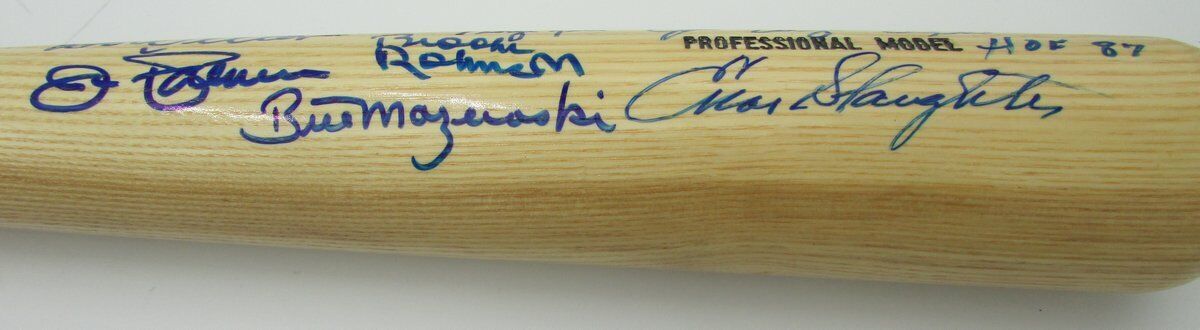 PROFESSIONAL MODEL HOF 87
Brooks
Robinson
Bill Mazeroski
Enos Slaughter